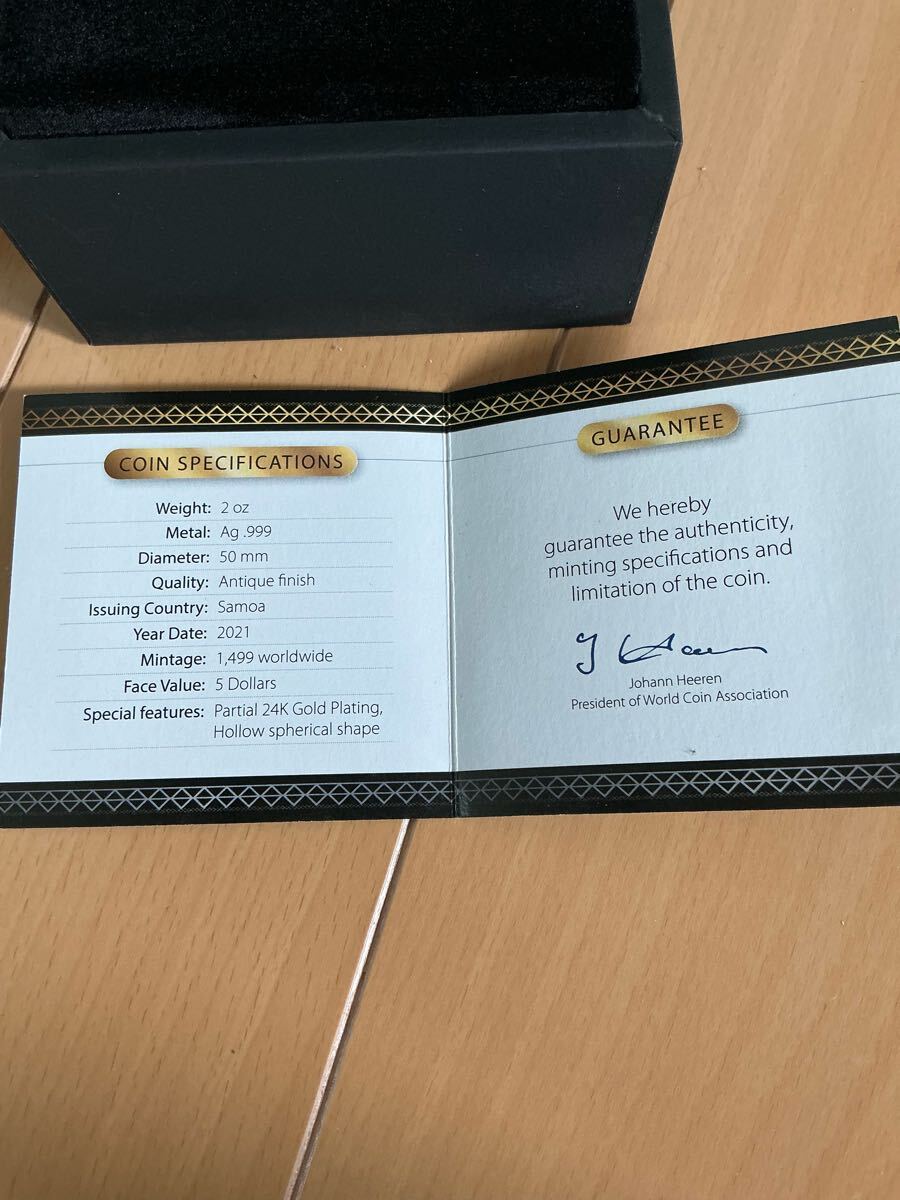 COIN SPECIFICATIONS
Weight: 2 oz
Metal: Ag .999
Diameter: 50 mm
Quality: Antique finish
Issuing Country: Samoa
Year Date: 2021
Mintage: 1,499 worldwide
Face Value: 5 Dollars
Special features: Partial 24K Gold Plating,
Hollow spherical shape
GUARANTEE
We hereby
guarantee the authenticity,
minting specifications and
limitation of the coin.
Johann Heeren
President of World Coin Association